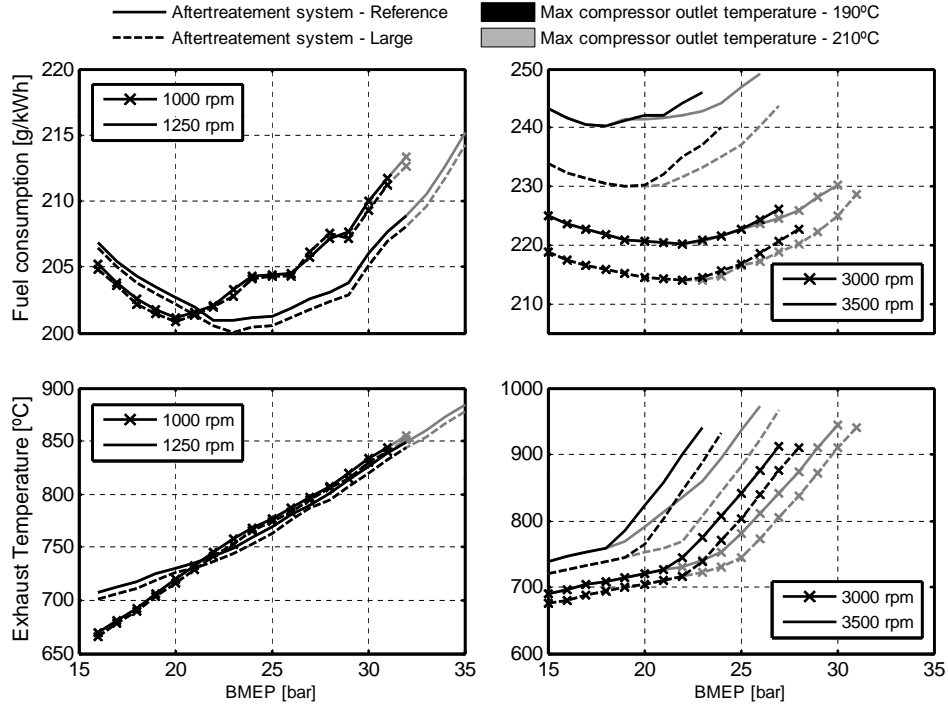 Aftertreatement system - Reference
Max compressor outlet temperature - 190ºC
Aftertreatement system - Large
Max compressor outlet temperature - 210ºC
Fuel consumption [g/kWh]
220
215
210
205
200
1000 rpm
1250 rpm
250
240
230
220
210
3000 rpm
3500 rpm
Exhaust Temperature [ºC]
900
850
800
750
700
650
1000 rpm
1250 rpm
15
20
25
30
35
BMEP [bar]
1000
900
800
700
600
3000 rpm
3500 rpm
15
20
25
30
35
BMEP [bar]